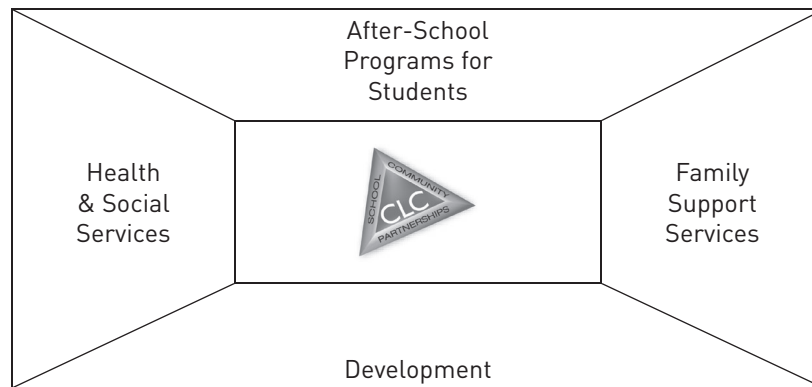 After-School
Programs for
Students
Health
& Social
Services
SCHOOL
COMMUNITY
CLC
PARTNERSHIPS
Family
Support
Services
Development